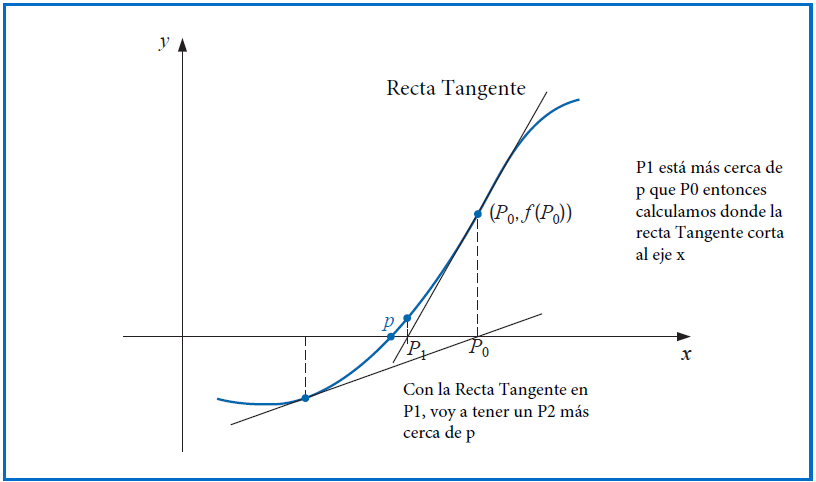 y
Recta Tangente
P1 está más cerca de
p que P0 entonces
calculamos donde la
recta Tangente corta
al eje x
(P₀, f(P₀))
p
P₁
P₀
x
Con la Recta Tangente en
P1, voy a tener un P2 más
cerca de p